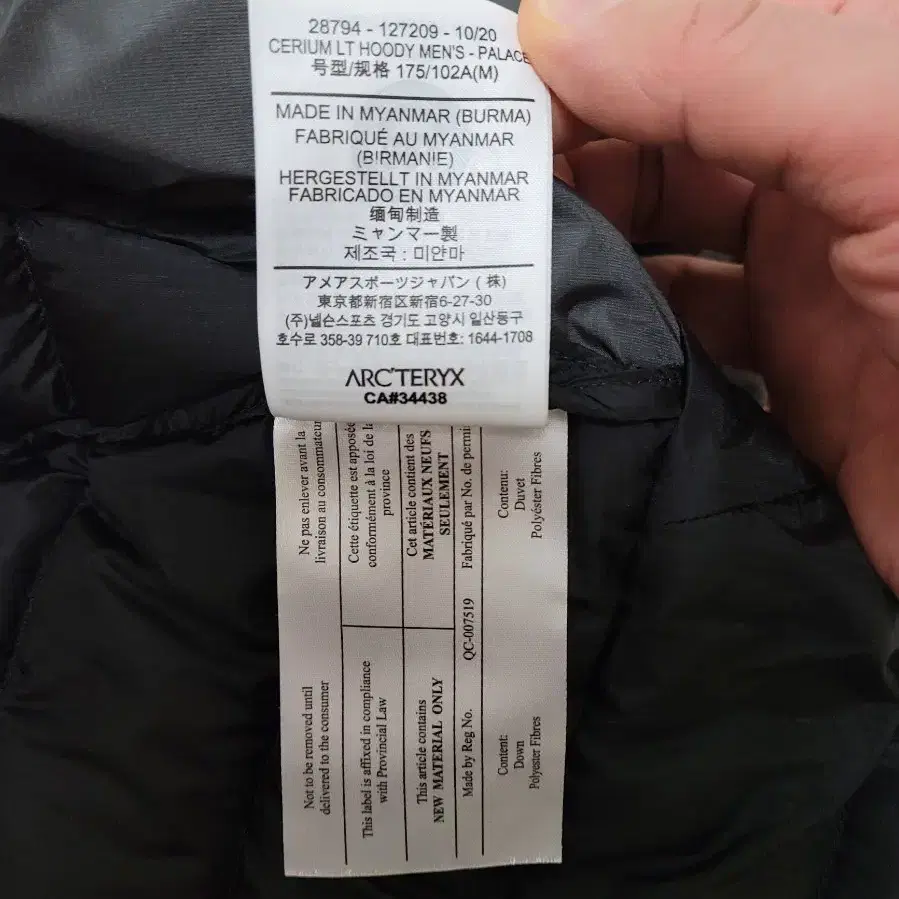 28794 - 127209 - 10/20
CERIUM LT HOODY MEN'S - PALACE
号型/规格 175/102A(M)
MADE IN MYANMAR (BURMA)
FABRIQUÉ AU MYANMAR
(BIRMANIE)
HERGESTELLT IN MYANMAR
FABRICADO EN MYANMAR
缅甸制造
ミャンマー製
제조국 : 미얀마
アメアスポーツジャパン (株)
東京都新宿区新宿6-27-30
(주)넬슨스포츠 경기도 고양시 일산동구
호수로 358-39 710호 대표번호: 1644-1708
ARC'TERYX
CA#34438
Not to be removed until
delivered to the consumer
Ne pas enlever avant la
livraison au consommateur
This label is affixed in compliance
with Provincial Law
Cette étiquette est apposée
conformément à la loi de la
province
This article contains
NEW MATERIAL ONLY
Cet article contient des
MATÉRIAUX NEUFS
SEULEMENT
Made by Reg No. QC-007519 Fabriqué par No. de permi
Content:
Down
Polyester Fibres
Contenu:
Duvet
Polyéster Fibres